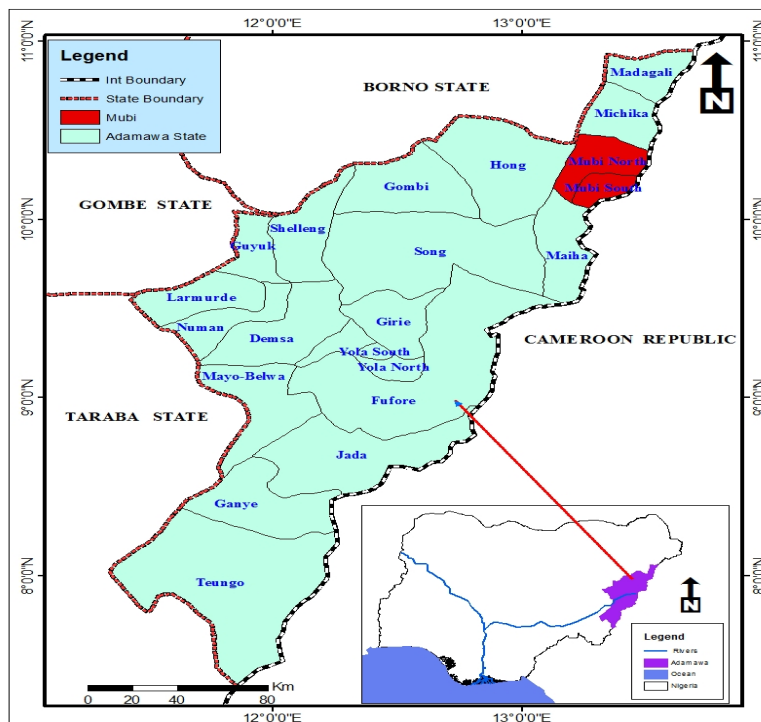 12°0'0"E 13°0'0"E
11°0'0"N
11°0'0"N
Legend
Int Boundary
State Boundary
Mubi
Adamawa State
N
BORNO STATE
Madagali
Michika
Mubi North
Mubi South
Hong
Gombi
GOMBE STATE
10°0'0"N
10°0'0"N
Shelleng
Guyuk
Song
Maiha
Larmurde
Numan
Girie
Demsa
CAMEROON REPUBLIC
Yola South
Yola North
Mayo-Belwa
9°0'0"N
9°0'0"N
Fufore
TARABA STATE
Jada
Ganye
8°0'0"N
8°0'0"N
Teungo
N
Legend
Rivers
Adamawa
Ocean
Nigeria
Km
0 20 40 60 80
12°0'0"E 13°0'0"E